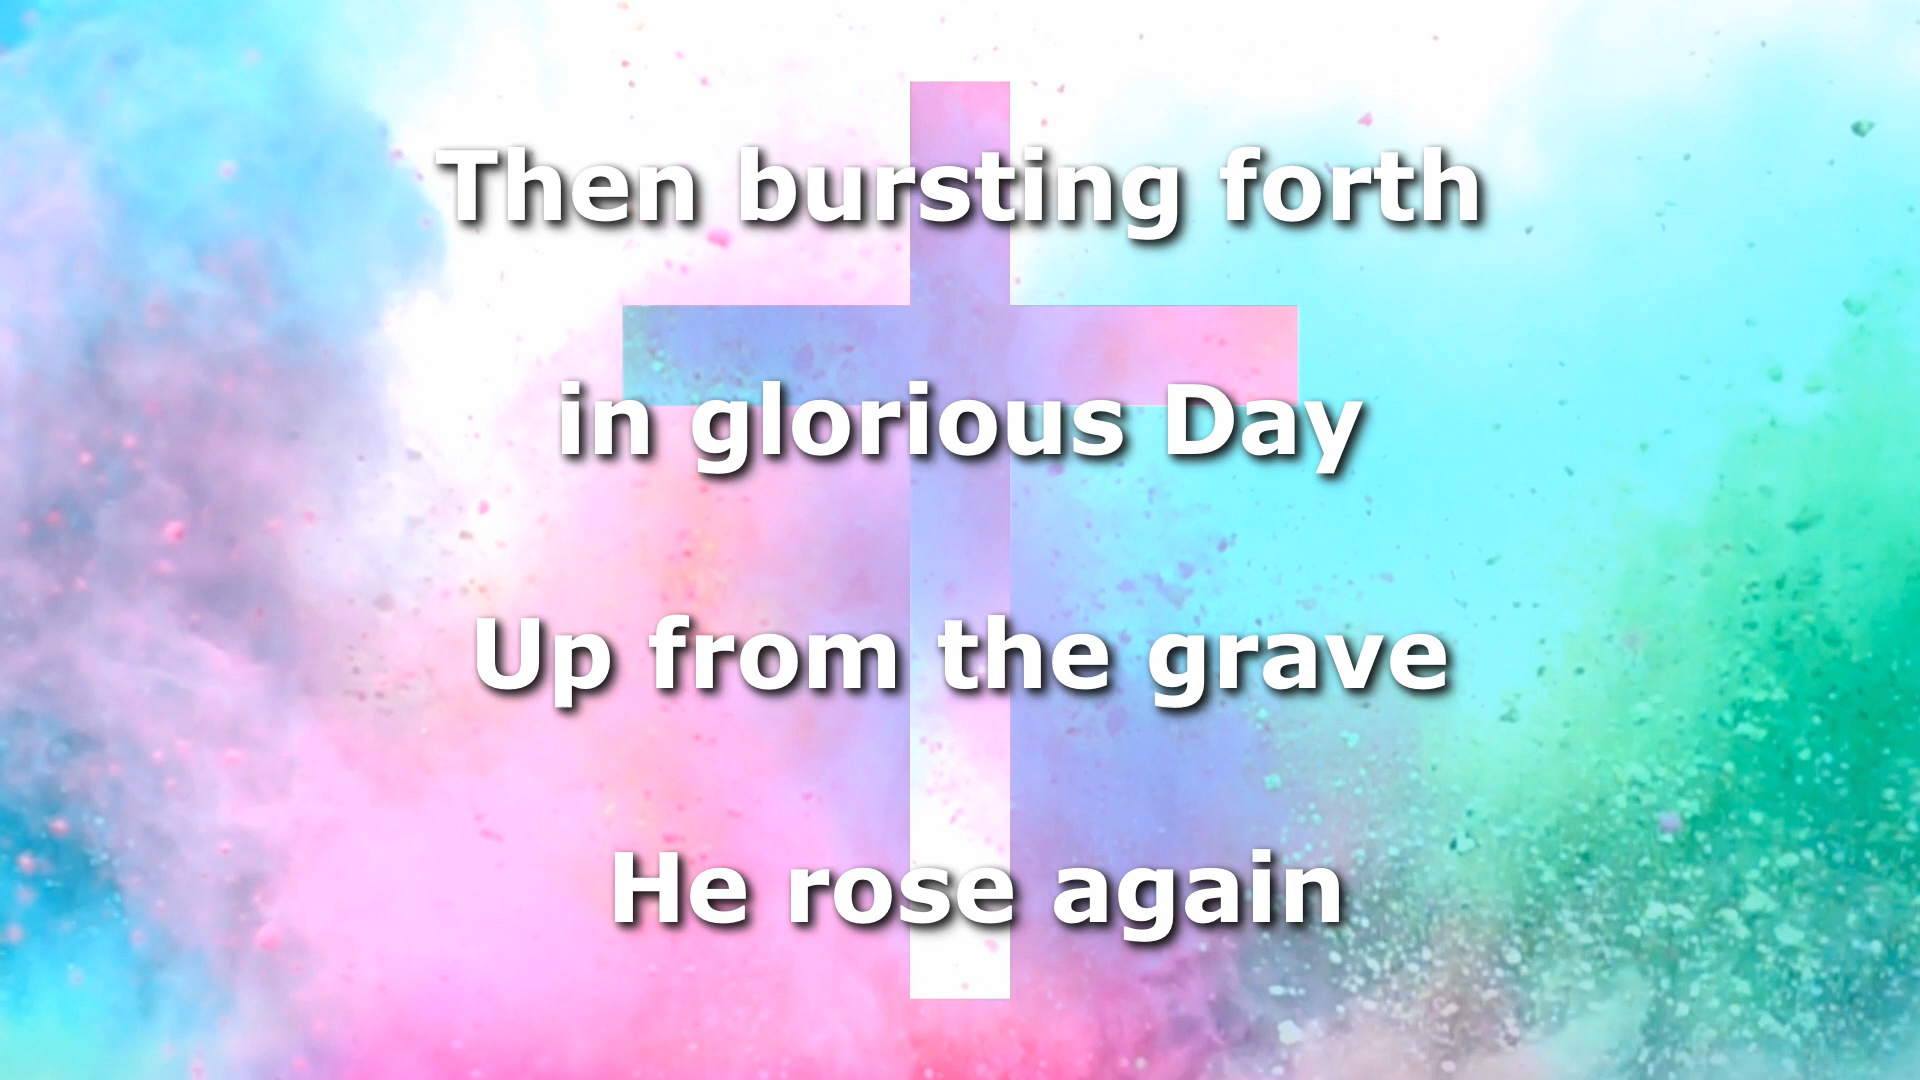 Then bursting forth
in glorious Day
Up from the grave
He rose again